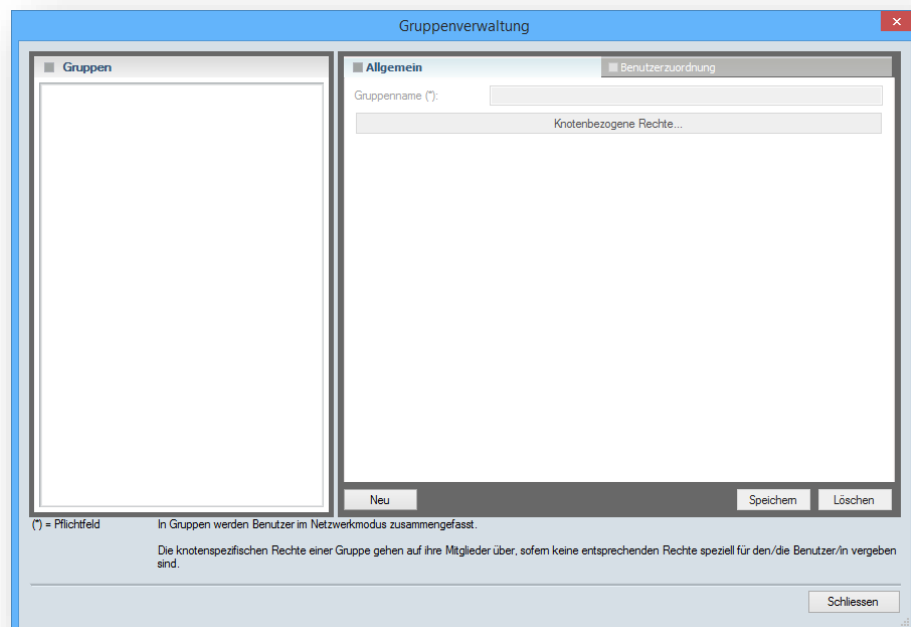 Gruppenverwaltung
Gruppen
Allgemein
Benutzerzuordnung
Gruppenname (*):
Knotenbezogene Rechte...
Neu
Speichern
Löschen
(*) = Pflichtfeld
In Gruppen werden Benutzer im Netzwerkmodus zusammengefasst.
Die knotenspezifischen Rechte einer Gruppe gehen auf ihre Mitglieder über, sofern keine entsprechenden Rechte speziell für den/die Benutzer/in vergeben
sind.
Schliessen